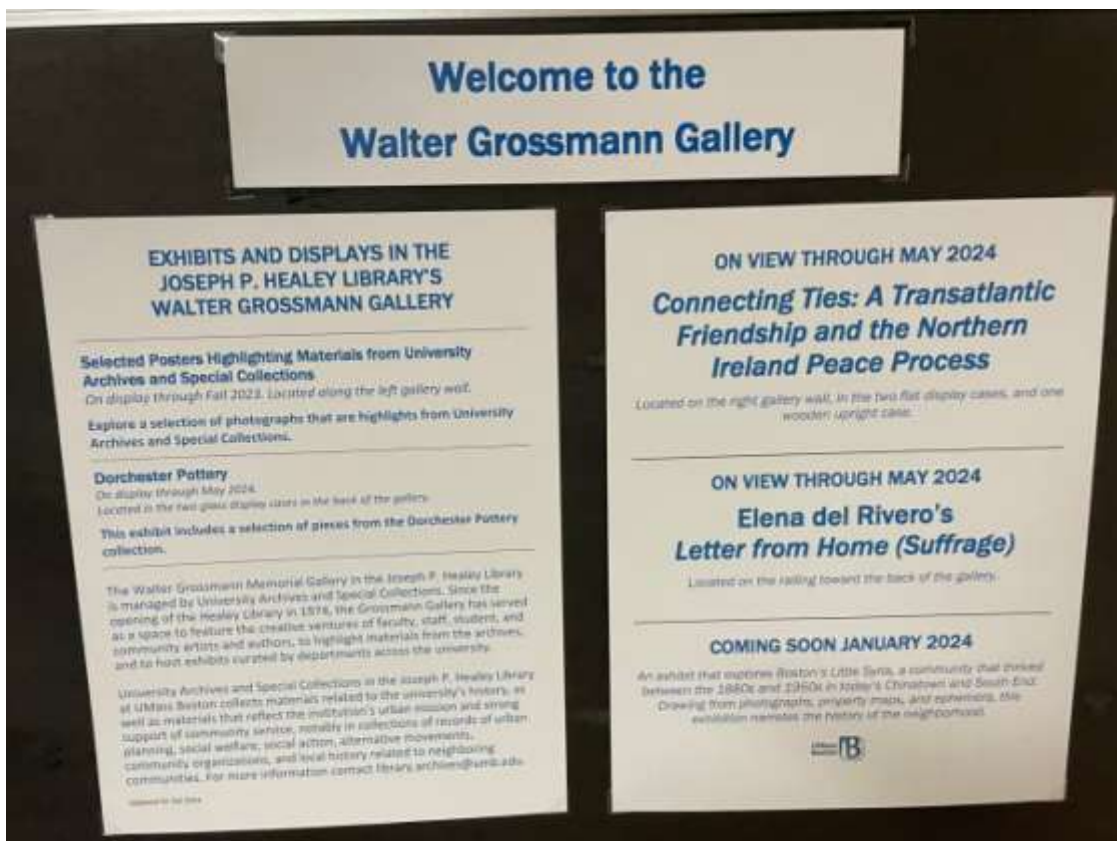 Welcome to the
Walter Grossmann Gallery
EXHIBITS AND DISPLAYS IN THE
JOSEPH P. HEALEY LIBRARY'S
WALTER GROSSMANN GALLERY
Selected Posters Highlighting Materials from University
Archives and Special Collections
On display through Fall 2023. Located along the left gallery wall.
Explore a selection of photographs that are highlights from University
Archives and Special Collections.
Dorchester Pottery
On display through May 2024.
Located in the two glass display cases in the back of the gallery.
This exhibit includes a selection of pieces from the Dorchester Pottery
collection.
The Walter Grossmann Memorial Gallery in the Joseph P. Healey Library
is managed by University Archives and Special Collections. Since the
opening of the Healey Library in 1978, the Grossmann Gallery has served
as a space to feature the creative ventures of faculty, staff, student, and
community artists and authors, to highlight materials from the archives,
and to host exhibits curated by departments across the university.
University Archives and Special Collections in the Joseph P. Healey Library
at UMass Boston collects materials related to the university's history, as
well as materials that reflect the institution's urban mission and strong
support of community service, notably in collections of records of urban
planning, social welfare, social action, alternative movements,
community organizations, and local history related to neighboring
communities. For more information contact library.archives@umb.edu
ON VIEW THROUGH MAY 2024
Connecting Ties: A Transatlantic
Friendship and the Northern
Ireland Peace Process
Located on the right gallery wall, in the two flat display cases, and one
wooden upright case.
ON VIEW THROUGH MAY 2024
Elena del Rivero's
Letter from Home (Suffrage)
Located on the railing toward the back of the gallery.
COMING SOON JANUARY 2024
An exhibit that explores Boston's Little Syria, a community that thrived
between the 1880s and 1950s in today's Chinatown and South End.
Drawing from photographs, property maps, and ephemera, this
exhibition narrates the history of the neighborhood.
UMass
Boston